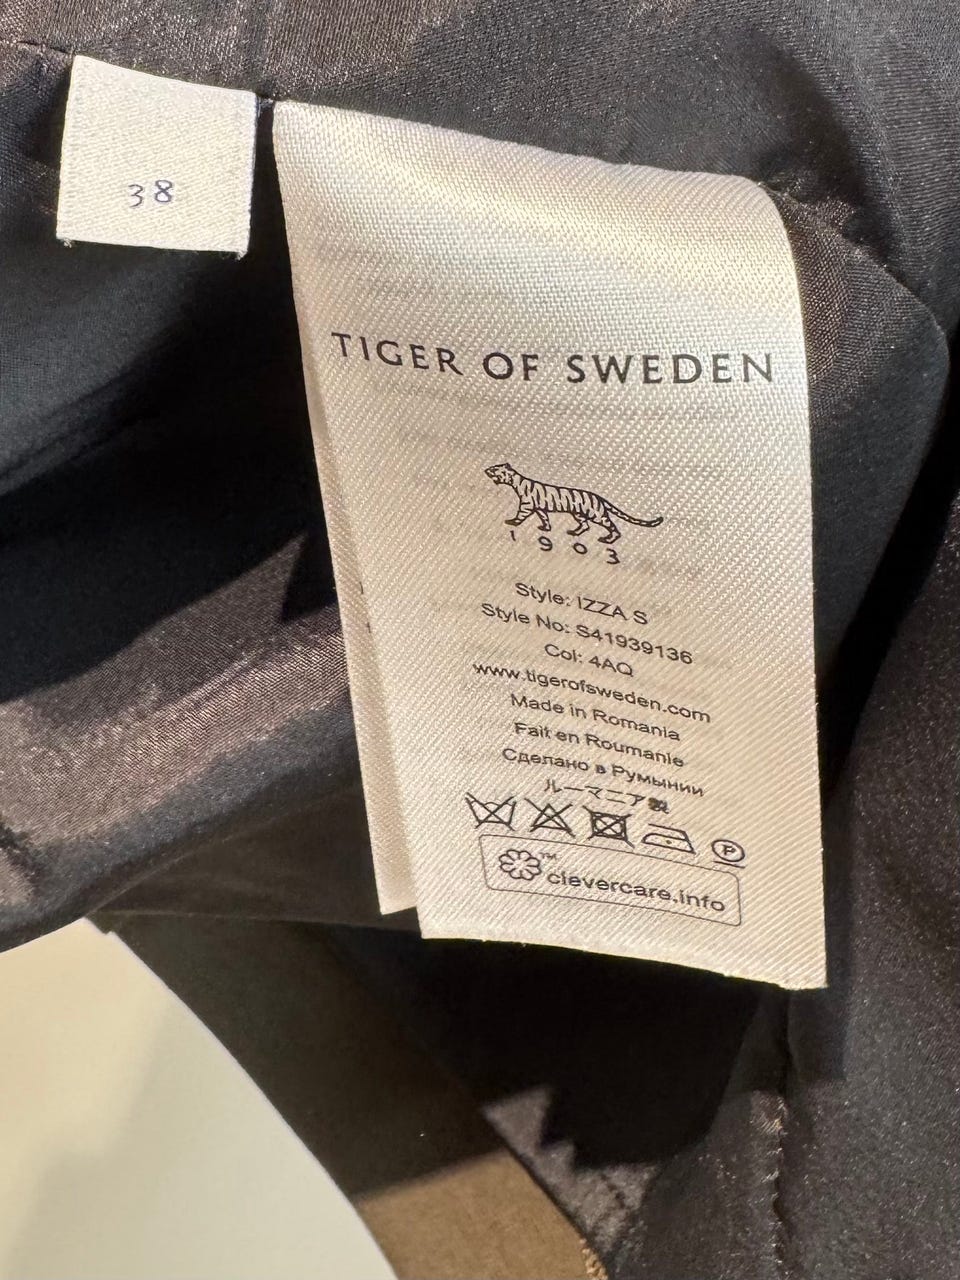 38
TIGER OF SWEDEN
1903
Style: IZZA S
Style No: S41939136
Col: 4AQ
www.tigerofsweden.com
Made in Romania
Fait en Roumanie
Сделано в Румынии
ルーマニア製
P
™ clevercare.info